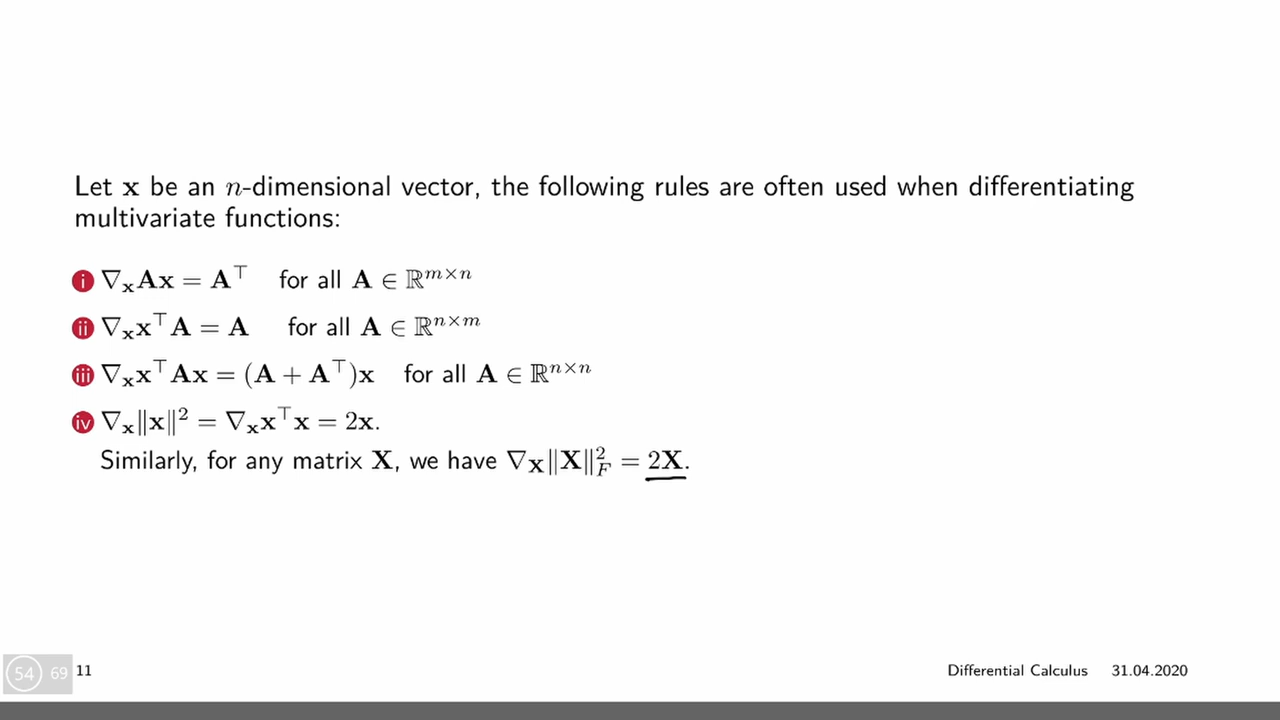 Let x be an n-dimensional vector, the following rules are often used when differentiating
multivariate functions:
i ∇ₓAx = A⊤ for all A ∈ ℝᵐˣⁿ
ii ∇ₓx⊤A = A for all A ∈ ℝⁿˣᵐ
iii ∇ₓx⊤Ax = (A + A⊤)x for all A ∈ ℝⁿˣⁿ
iv ∇ₓ‖x‖² = ∇ₓx⊤x = 2x.
Similarly, for any matrix X, we have ∇_X‖X‖²_F = 2X.
54 69 11 Differential Calculus 31.04.2020